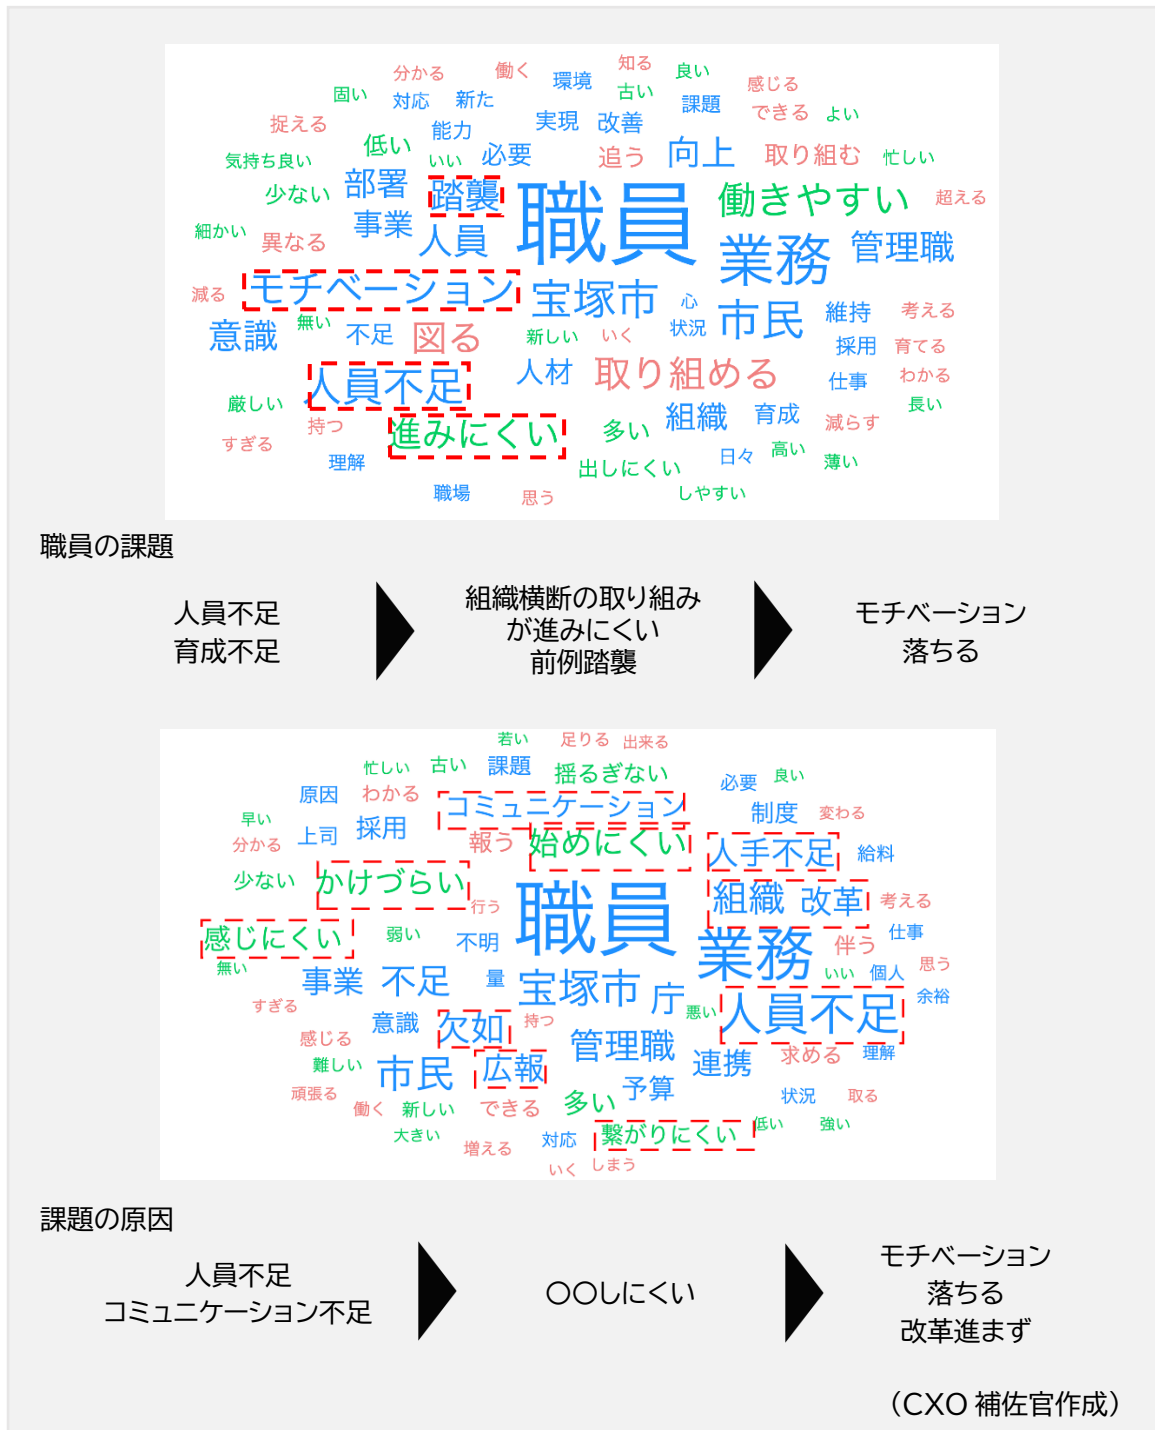 分かる 働く 環境 知る 良い 感じる
固い 対応 新た 古い 課題 できる よい
捉える 能力 実現 改善
気持ち良い 低い いい 必要 追う 向上 取り組む 忙しい
少ない 部署 踏襲 職員 働きやすい 超える
細かい 異なる 事業 人員 業務 管理職
減る モチベーション 宝塚市 心 市民 維持 考える
意識 無い 不足 図る 新しい いく 状況 採用 育てる
人員不足 人材 取り組める 仕事 わかる
厳しい 持つ 進みにくい 多い 組織 育成 減らす 長い
すぎる 理解 出しにくい 日々 高い 薄い
職場 思う しやすい
職員の課題
人員不足
育成不足
組織横断の取り組み
が進みにくい
前例踏襲
モチベーション
落ちる
若い 足りる 出来る
忙しい 古い 課題 揺るぎない 必要 良い
原因 わかる コミュニケーション 制度 変わる
早い 分かる 上司 採用 報う 始めにくい 人手不足 給料
少ない かけづらい 行う 職員 組織 改革 考える
感じにくい 弱い 不明 業務 伴う 仕事
無い 事業 不足 量 宝塚市 庁 いい 個人 思う
すぎる 意識 欠如 持つ 悪い 人員不足 余裕
感じる 難しい 市民 広報 管理職 連携 求める 理解
頑張る 働く 新しい できる 多い 予算 状況 取る
大きい 増える 対応 繋がりにくい 低い 強い
いく しまう
課題の原因
人員不足
コミュニケーション不足
〇〇しにくい
モチベーション
落ちる
改革進まず
（CXO 補佐官作成）